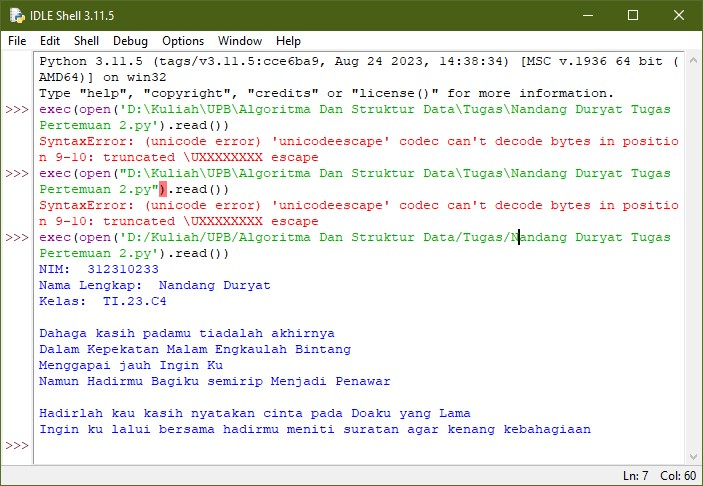 IDLE Shell 3.11.5
File Edit Shell Debug Options Window Help
Python 3.11.5 (tags/v3.11.5:cce6ba9, Aug 24 2023, 14:38:34) [MSC v.1936 64 bit (
AMD64)] on win32
Type "help", "copyright", "credits" or "license()" for more information.
>>> exec(open('D:\Kuliah\UPB\Algoritma Dan Struktur Data\Tugas\Nandang Duryat Tugas
Pertemuan 2.py').read())
SyntaxError: (unicode error) 'unicodeescape' codec can't decode bytes in positio
n 9-10: truncated \UXXXXXXXX escape
>>> exec(open("D:\Kuliah\UPB\Algoritma Dan Struktur Data\Tugas\Nandang Duryat Tugas
Pertemuan 2.py").read())
SyntaxError: (unicode error) 'unicodeescape' codec can't decode bytes in positio
n 9-10: truncated \UXXXXXXXX escape
>>> exec(open('D:/Kuliah/UPB/Algoritma Dan Struktur Data/Tugas/Nandang Duryat Tugas
Pertemuan 2.py').read())
NIM:  312310233
Nama Lengkap:  Nandang Duryat
Kelas:  TI.23.C4
Dahaga kasih padamu tiadalah akhirnya
Dalam Kepekatan Malam Engkaulah Bintang
Menggapai jauh Ingin Ku
Namun Hadirmu Bagiku semirip Menjadi Penawar
Hadirlah kau kasih nyatakan cinta pada Doaku yang Lama
Ingin ku lalui bersama hadirmu meniti suratan agar kenang kebahagiaan
>>>
Ln: 7 Col: 60